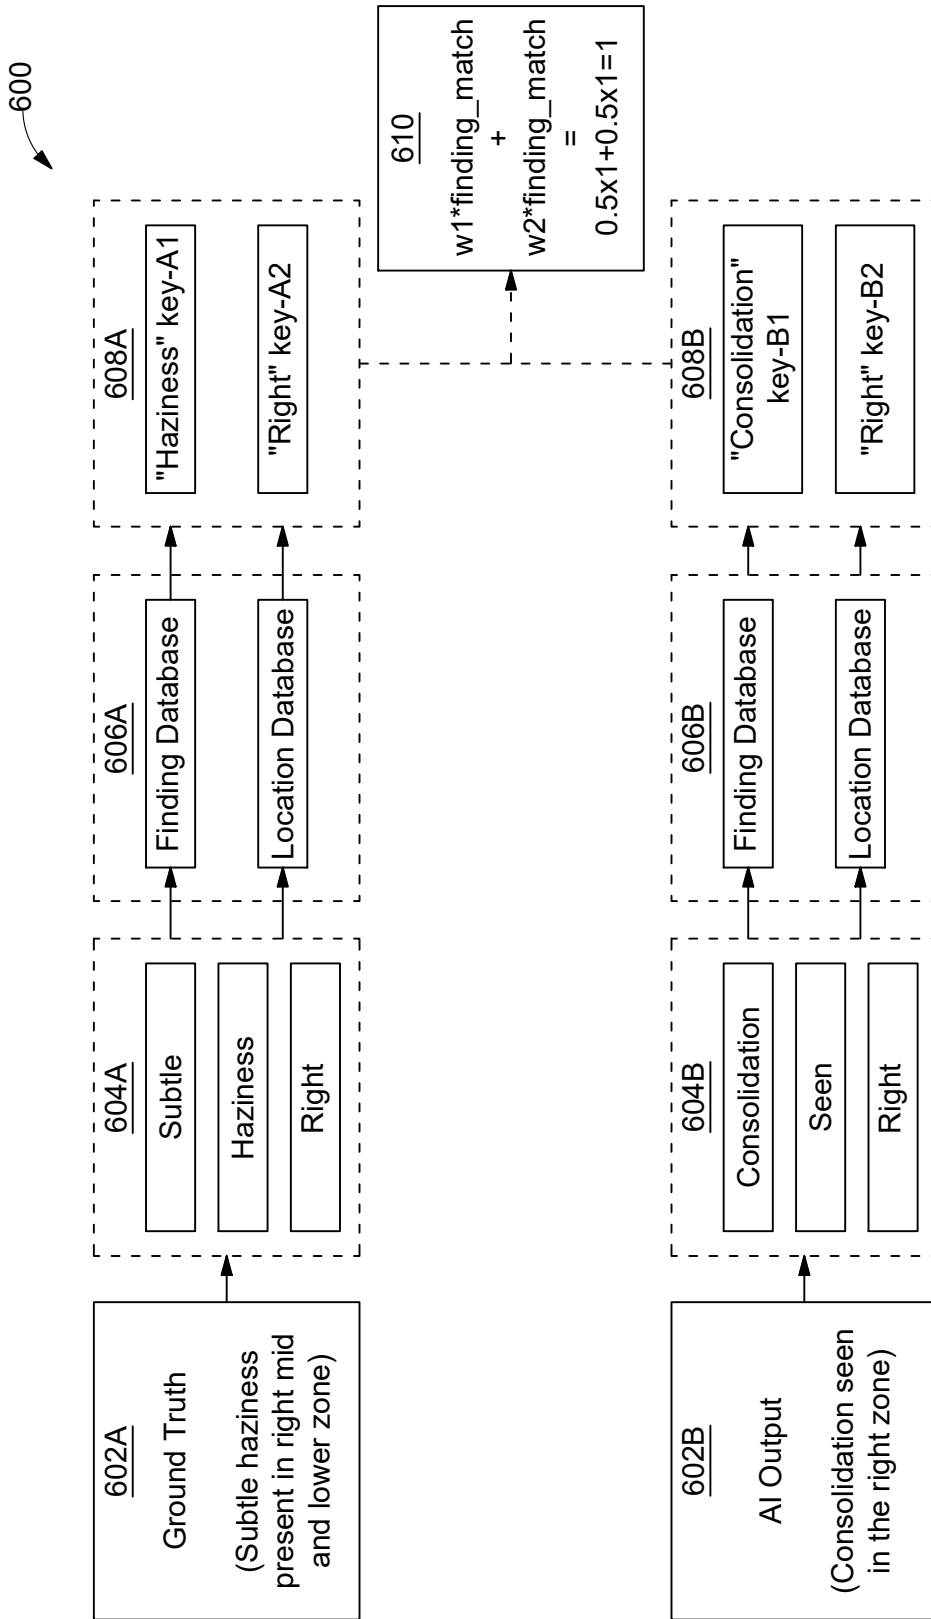 600
602A
Ground Truth
(Subtle haziness
present in right mid
and lower zone)
604A
Subtle
Haziness
Right
606A
Finding Database
Location Database
608A
"Haziness" key-A1
"Right" key-A2
610
w1*finding_match
+
w2*finding_match
=
0.5x1+0.5x1=1
602B
AI Output
(Consolidation seen
in the right zone)
604B
Consolidation
Seen
Right
606B
Finding Database
Location Database
608B
"Consolidation"
key-B1
"Right" key-B2